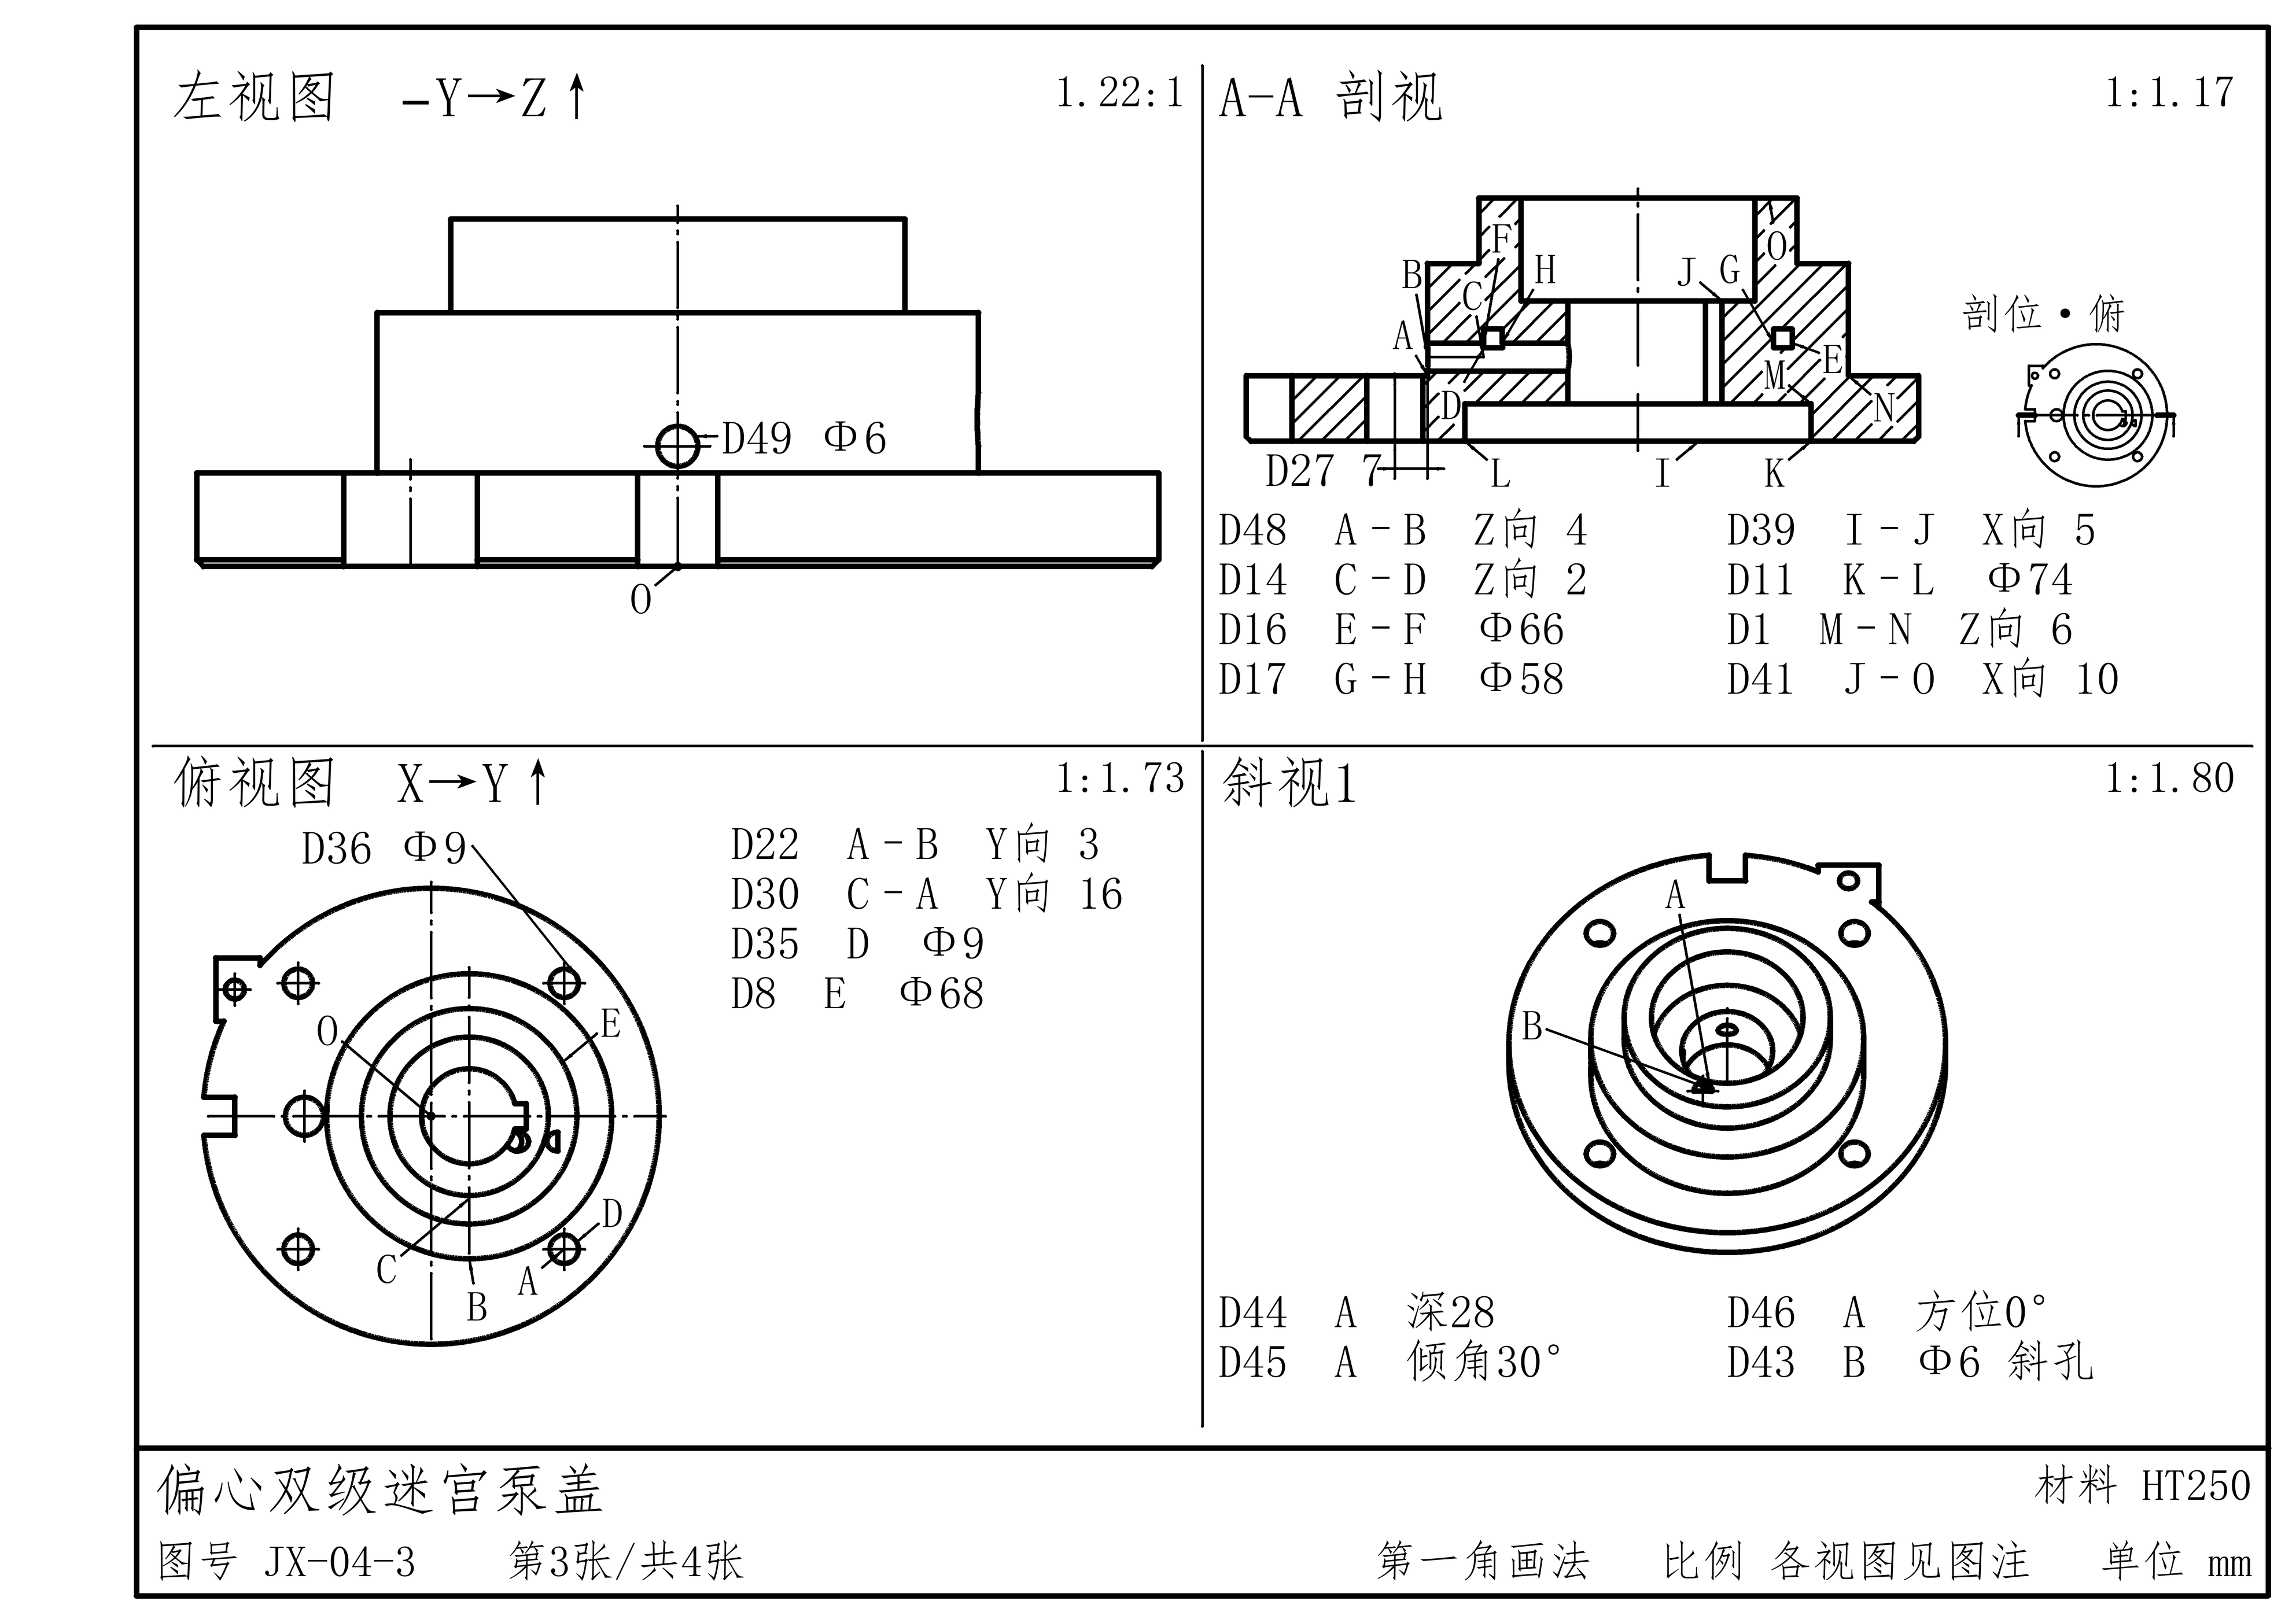 左视图 -Y→Z↑ 1.22:1
D49 Φ6
O
A-A 剖视 1:1.17
F
O
B
H
J
G
C
A
E
M
D
N
D27 7
L
I
K
剖位·俯
D48 A-B Z向 4
D14 C-D Z向 2
D16 E-F Φ66
D17 G-H Φ58
D39 I-J X向 5
D11 K-L Φ74
D1 M-N Z向 6
D41 J-O X向 10
俯视图 X→Y↑ 1:1.73
D36 Φ9
O
E
D
C
A
B
D22 A-B Y向 3
D30 C-A Y向 16
D35 D Φ9
D8 E Φ68
斜视1 1:1.80
A
B
D44 A 深28
D45 A 倾角30°
D46 A 方位0°
D43 B Φ6 斜孔
偏心双级迷宫泵盖 材料 HT250
图号 JX-04-3 第3张/共4张 第一角画法 比例 各视图见图注 单位 mm